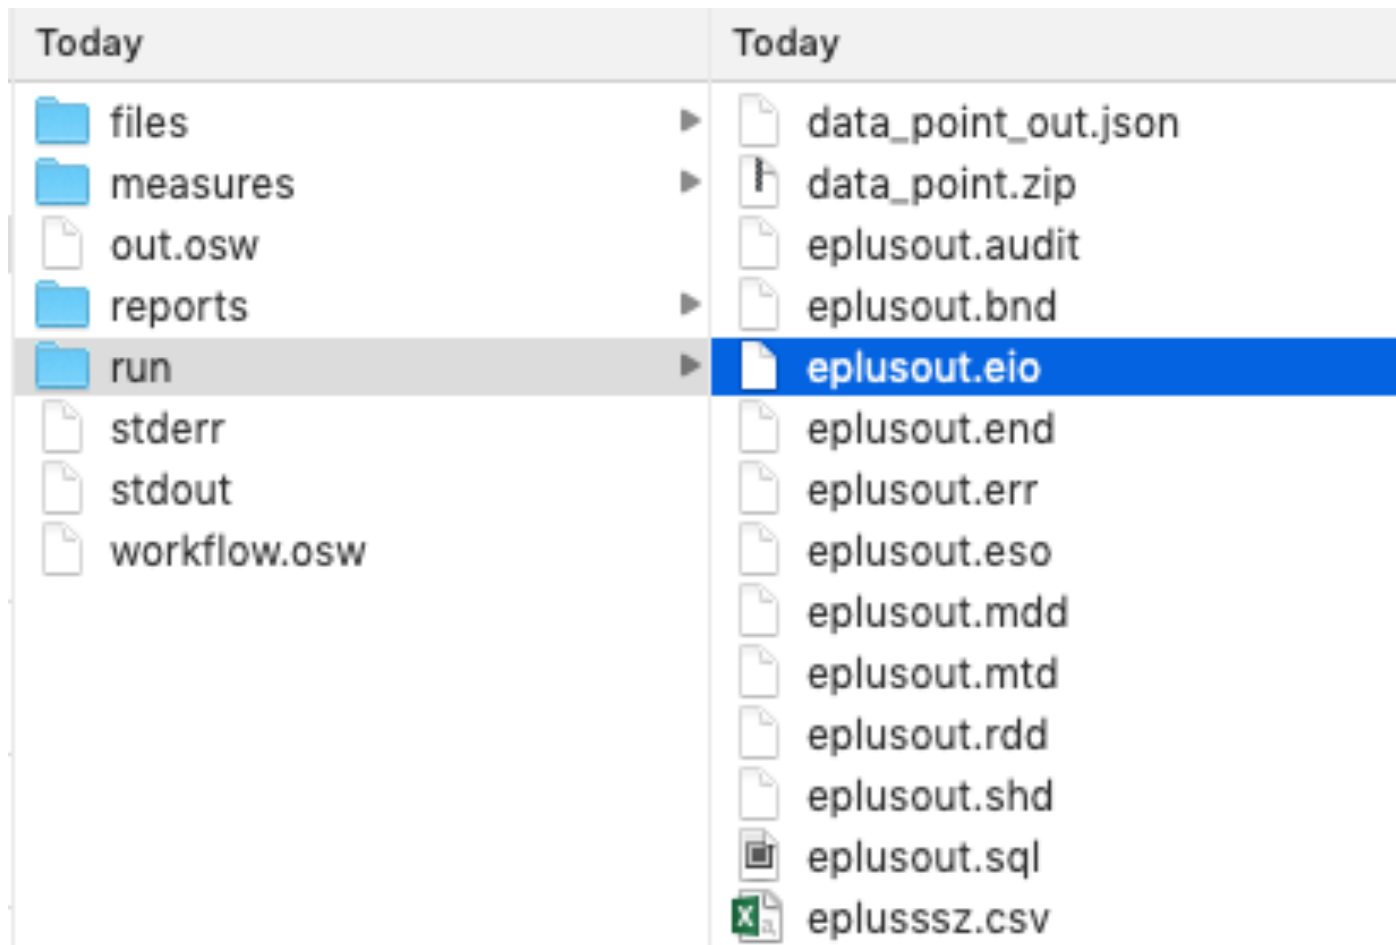 Today
files
measures
out.osw
reports
run
stderr
stdout
workflow.osw
Today
data_point_out.json
data_point.zip
eplusout.audit
eplusout.bnd
eplusout.eio
eplusout.end
eplusout.err
eplusout.eso
eplusout.mdd
eplusout.mtd
eplusout.rdd
eplusout.shd
eplusout.sql
eplusssz.csv